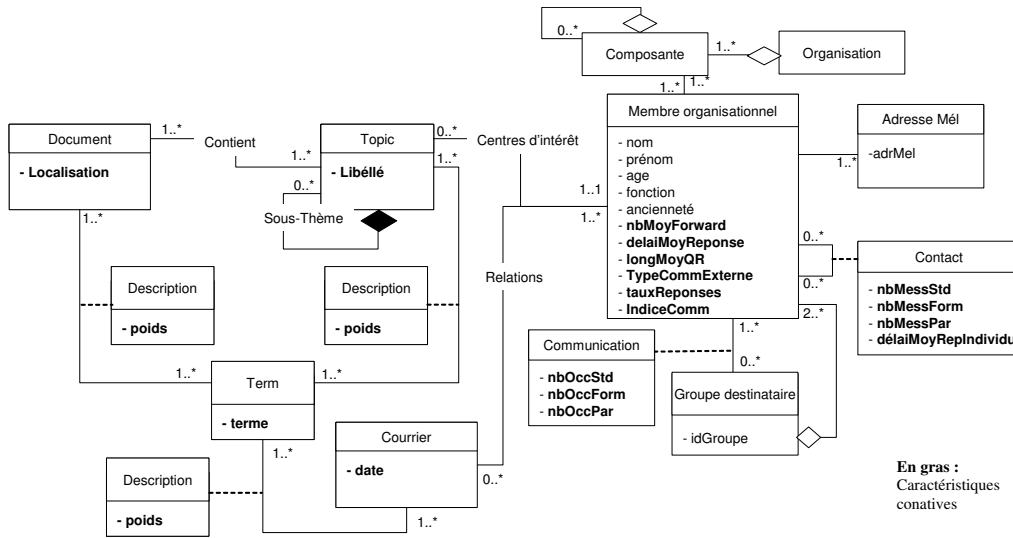 0..*
Composante
1..*
Organisation
1..*
1..*
Membre organisationnel
- nom
- prénom
- age
- fonction
- ancienneté
- nbMoyForward
- delaiMoyReponse
- longMoyQR
- TypeCommExterne
- tauxReponses
- IndiceComm
Adresse Mél
-adrMel
1..*
Document
- Localisation
1..*
Contient
1..*
Topic
- Libéllé
0..*
Sous-Thème
0..*
1..*
Centres d'intérêt
1..1
1..*
Relations
0..*
0..*
Contact
- nbMessStd
- nbMessForm
- nbMessPar
- délaiMoyRepIndividu
2..*
1..*
Description
- poids
Description
- poids
1..*
1..*
Term
- terme
1..*
Communication
- nbOccStd
- nbOccForm
- nbOccPar
1..*
0..*
Groupe destinataire
- idGroupe
Courrier
- date
0..*
1..*
Description
- poids
En gras :
Caractéristiques
conatives